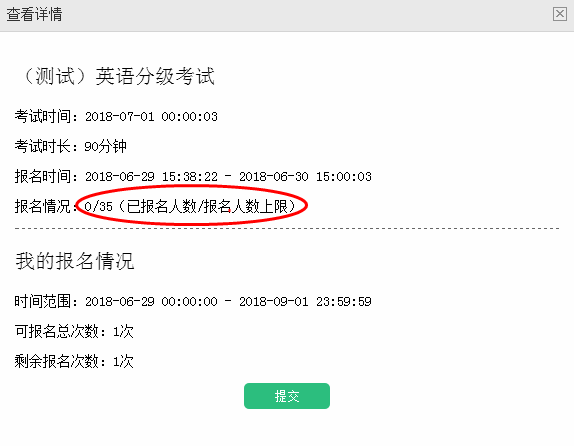 查看详情
（测试）英语分级考试
考试时间：2018-07-01 00:00:03
考试时长：90分钟
报名时间：2018-06-29 15:38:22 - 2018-06-30 15:00:03
报名情况：0/35（已报名人数/报名人数上限）
我的报名情况
时间范围：2018-06-29 00:00:00 - 2018-09-01 23:59:59
可报名总次数：1次
剩余报名次数：1次
提交